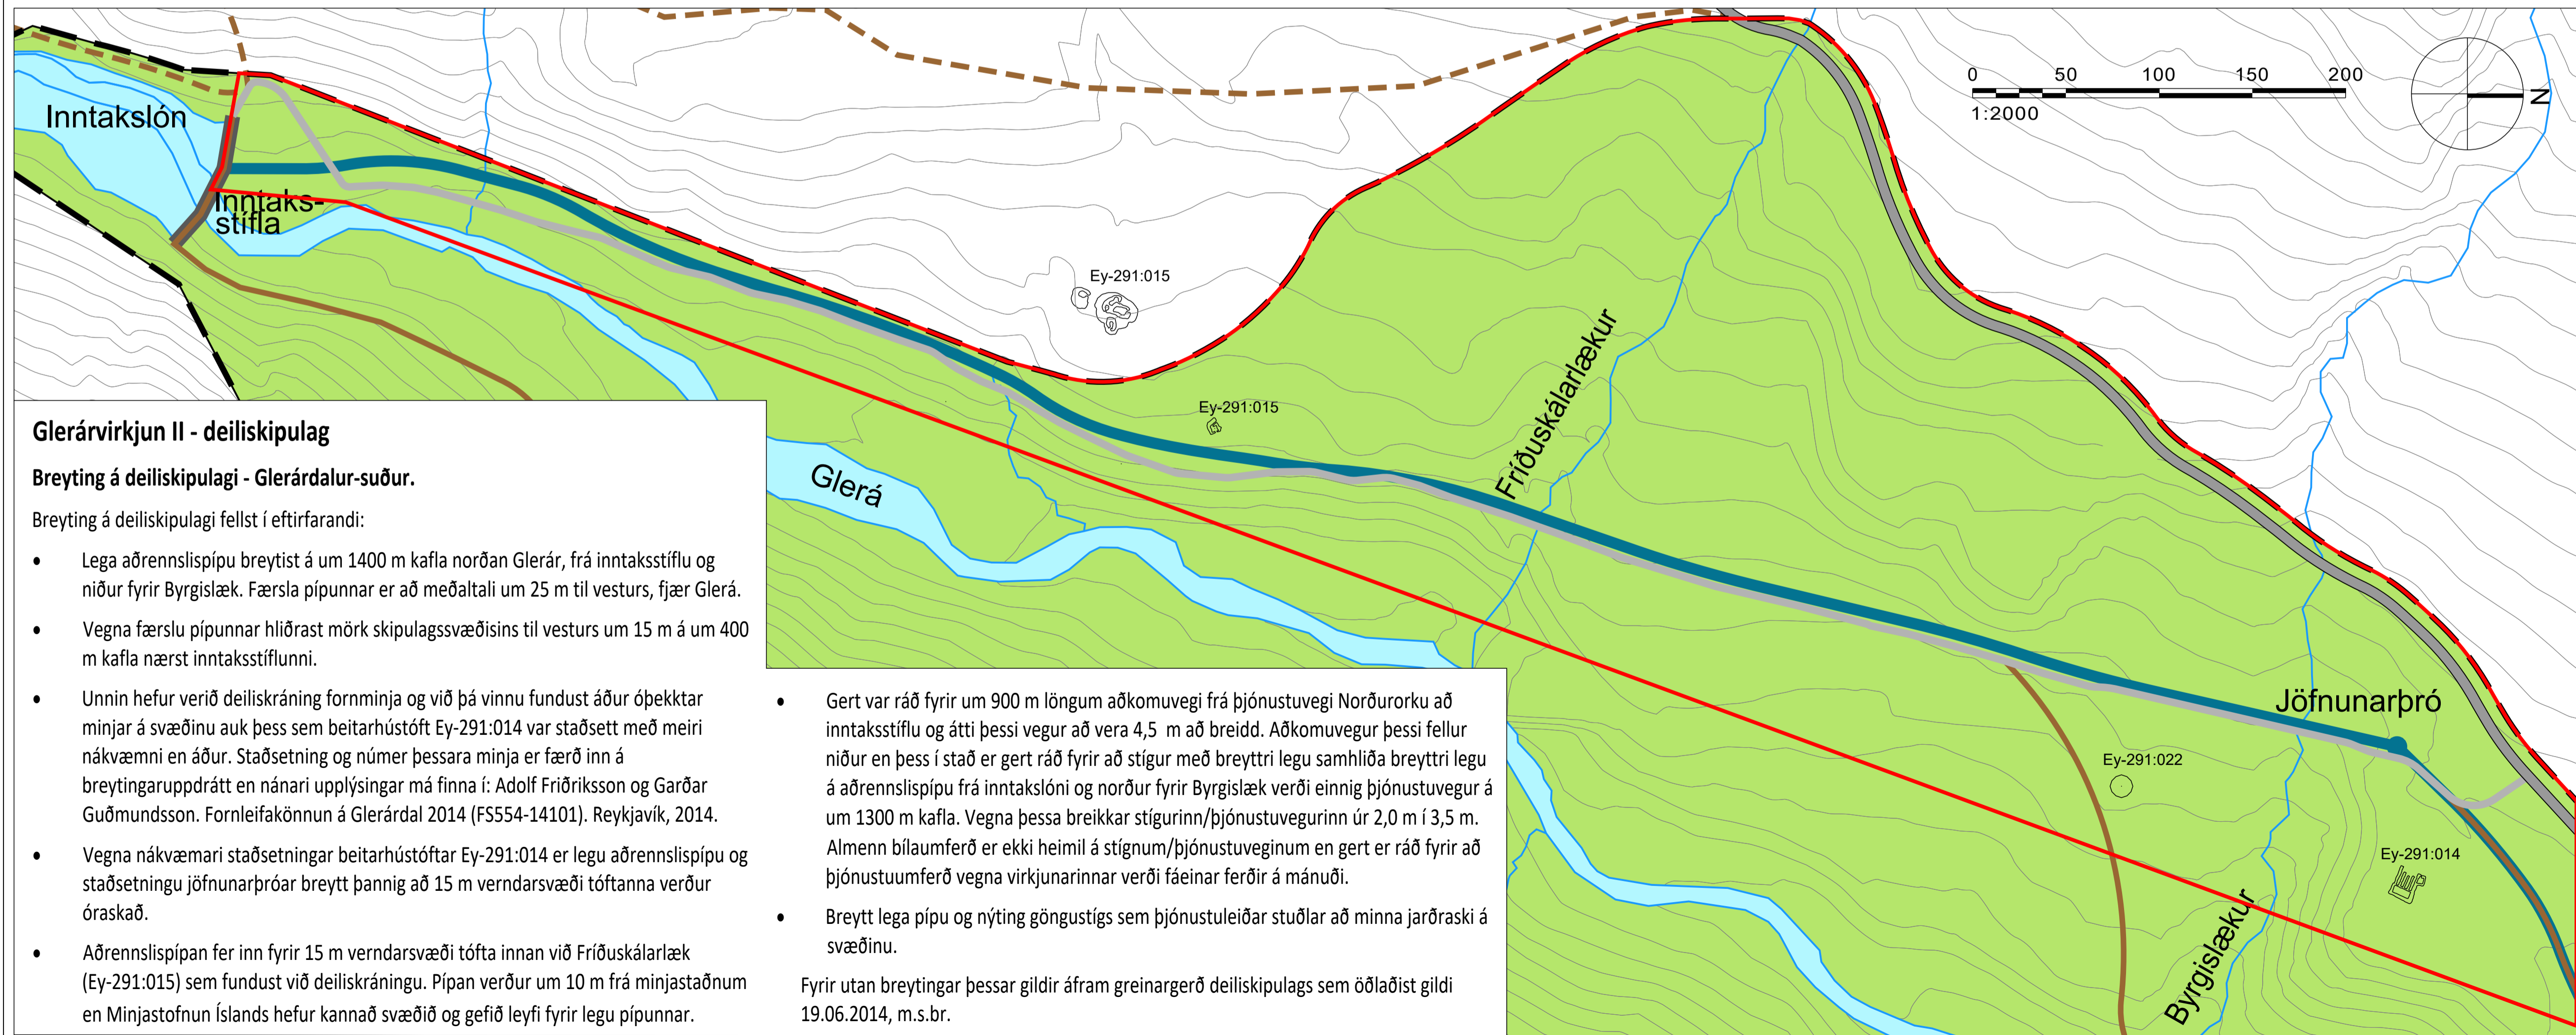 Inntakslón
Inntaks-
stífla
Ey-291:015
Ey-291:015
Fríðuskálarlækur
0 50 100 150 200
1:2000
N
Glerá
Jöfnunarþró
Ey-291:022
Ey-291:014
Byrgislækur
Glerárvirkjun II - deiliskipulag
Breyting á deiliskipulagi - Glerárdalur-suður.
Breyting á deiliskipulagi fellst í eftirfarandi:
• Lega aðrennslispípu breytist á um 1400 m kafla norðan Glerár, frá inntaksstíflu og
niður fyrir Byrgislæk. Færsla pípunnar er að meðaltali um 25 m til vesturs, fjær Glerá.
• Vegna færslu pípunnar hliðrast mörk skipulagssvæðisins til vesturs um 15 m á um 400
m kafla nærst inntaksstíflunni.
• Unnin hefur verið deiliskráning fornminja og við þá vinnu fundust áður óþekktar
minjar á svæðinu auk þess sem beitarhústóft Ey-291:014 var staðsett með meiri
nákvæmni en áður. Staðsetning og númer þessara minja er færð inn á
breytingaruppdrátt en nánari upplýsingar má finna í: Adolf Friðriksson og Garðar
Guðmundsson. Fornleifakönnun á Glerárdal 2014 (FS554-14101). Reykjavík, 2014.
• Vegna nákvæmari staðsetningar beitarhústóftar Ey-291:014 er legu aðrennslispípu og
staðsetningu jöfnunarþróar breytt þannig að 15 m verndarsvæði tóftanna verður
óraskað.
• Aðrennslispípan fer inn fyrir 15 m verndarsvæði tófta innan við Fríðuskálarlæk
(Ey-291:015) sem fundust við deiliskráningu. Pípan verður um 10 m frá minjastaðnum
en Minjastofnun Íslands hefur kannað svæðið og gefið leyfi fyrir legu pípunnar.
• Gert var ráð fyrir um 900 m löngum aðkomuvegi frá þjónustuvegi Norðurorku að
inntaksstíflu og átti þessi vegur að vera 4,5 m að breidd. Aðkomuvegur þessi fellur
niður en þess í stað er gert ráð fyrir að stígur með breyttri legu samhliða breyttri legu
á aðrennslispípu frá inntakslóni og norður fyrir Byrgislæk verði einnig þjónustuvegur á
um 1300 m kafla. Vegna þessa breikkar stígurinn/þjónustuvegurinn úr 2,0 m í 3,5 m.
Almenn bílaumferð er ekki heimil á stígnum/þjónustuveginum en gert er ráð fyrir að
þjónustuumferð vegna virkjunarinnar verði fáeinar ferðir á mánuði.
• Breytt lega pípu og nýting göngustígs sem þjónustuleiðar stuðlar að minna jarðraski á
svæðinu.
Fyrir utan breytingar þessar gildir áfram greinargerð deiliskipulags sem öðlaðist gildi
19.06.2014, m.s.br.